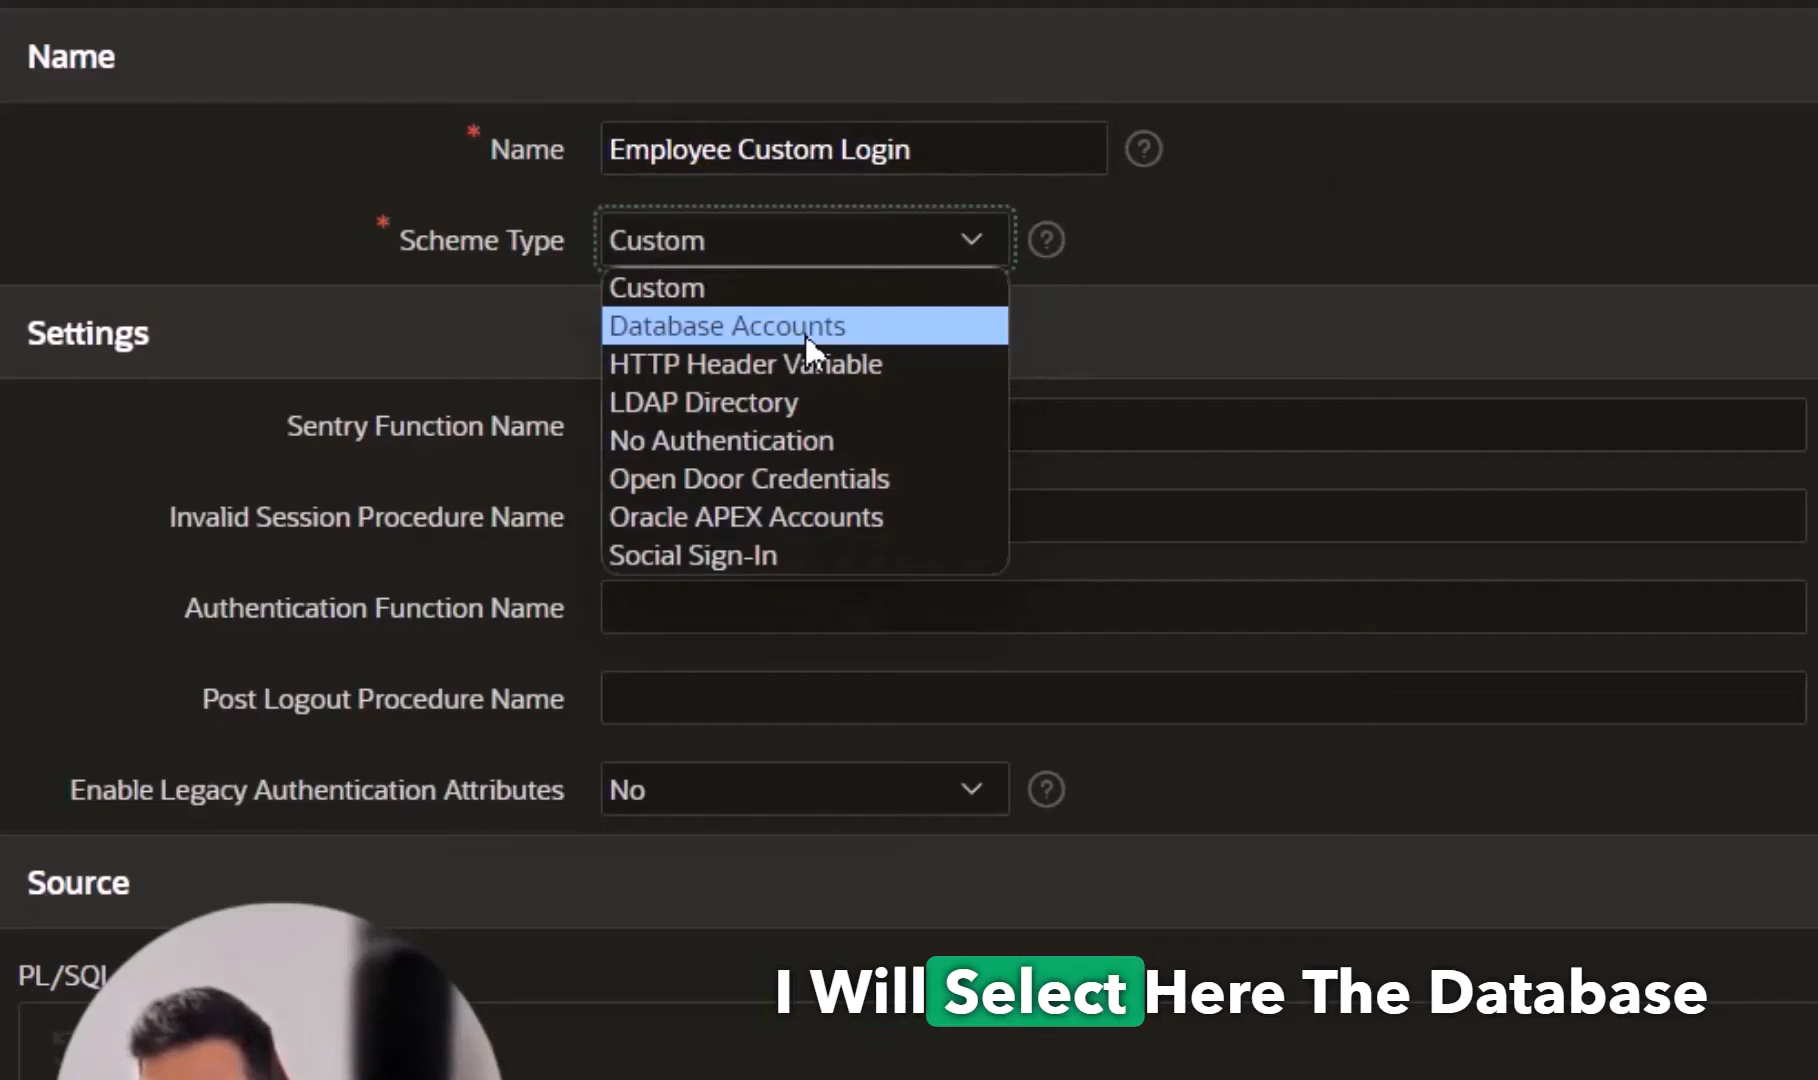 Name
* Name Employee Custom Login ?
* Scheme Type Custom ?
Custom
Database Accounts
HTTP Header Variable
LDAP Directory
No Authentication
Open Door Credentials
Oracle APEX Accounts
Social Sign-In
Settings
Sentry Function Name
Invalid Session Procedure Name
Authentication Function Name
Post Logout Procedure Name
Enable Legacy Authentication Attributes No ?
Source
PL/SQL
I Will Select Here The Database